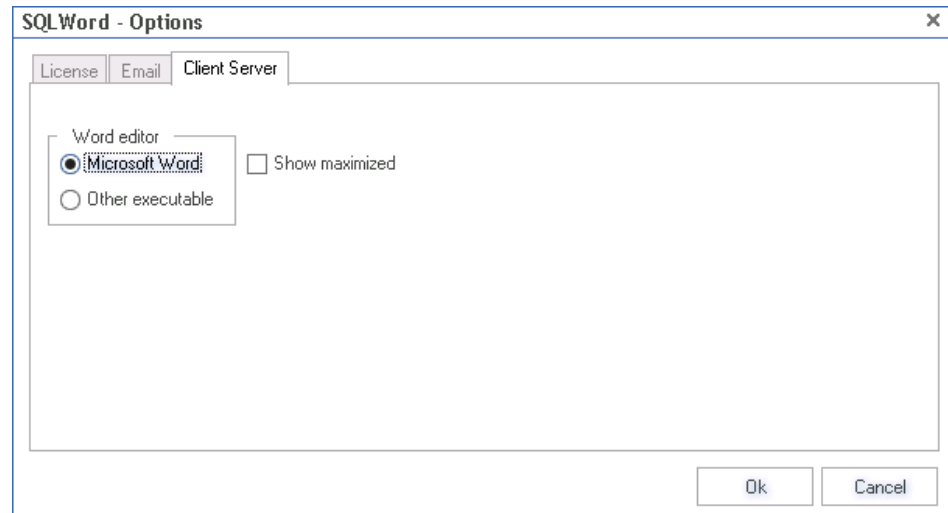 SQLWord - Options
License Email Client Server
Word editor
Microsoft Word Show maximized
Other executable
Ok Cancel